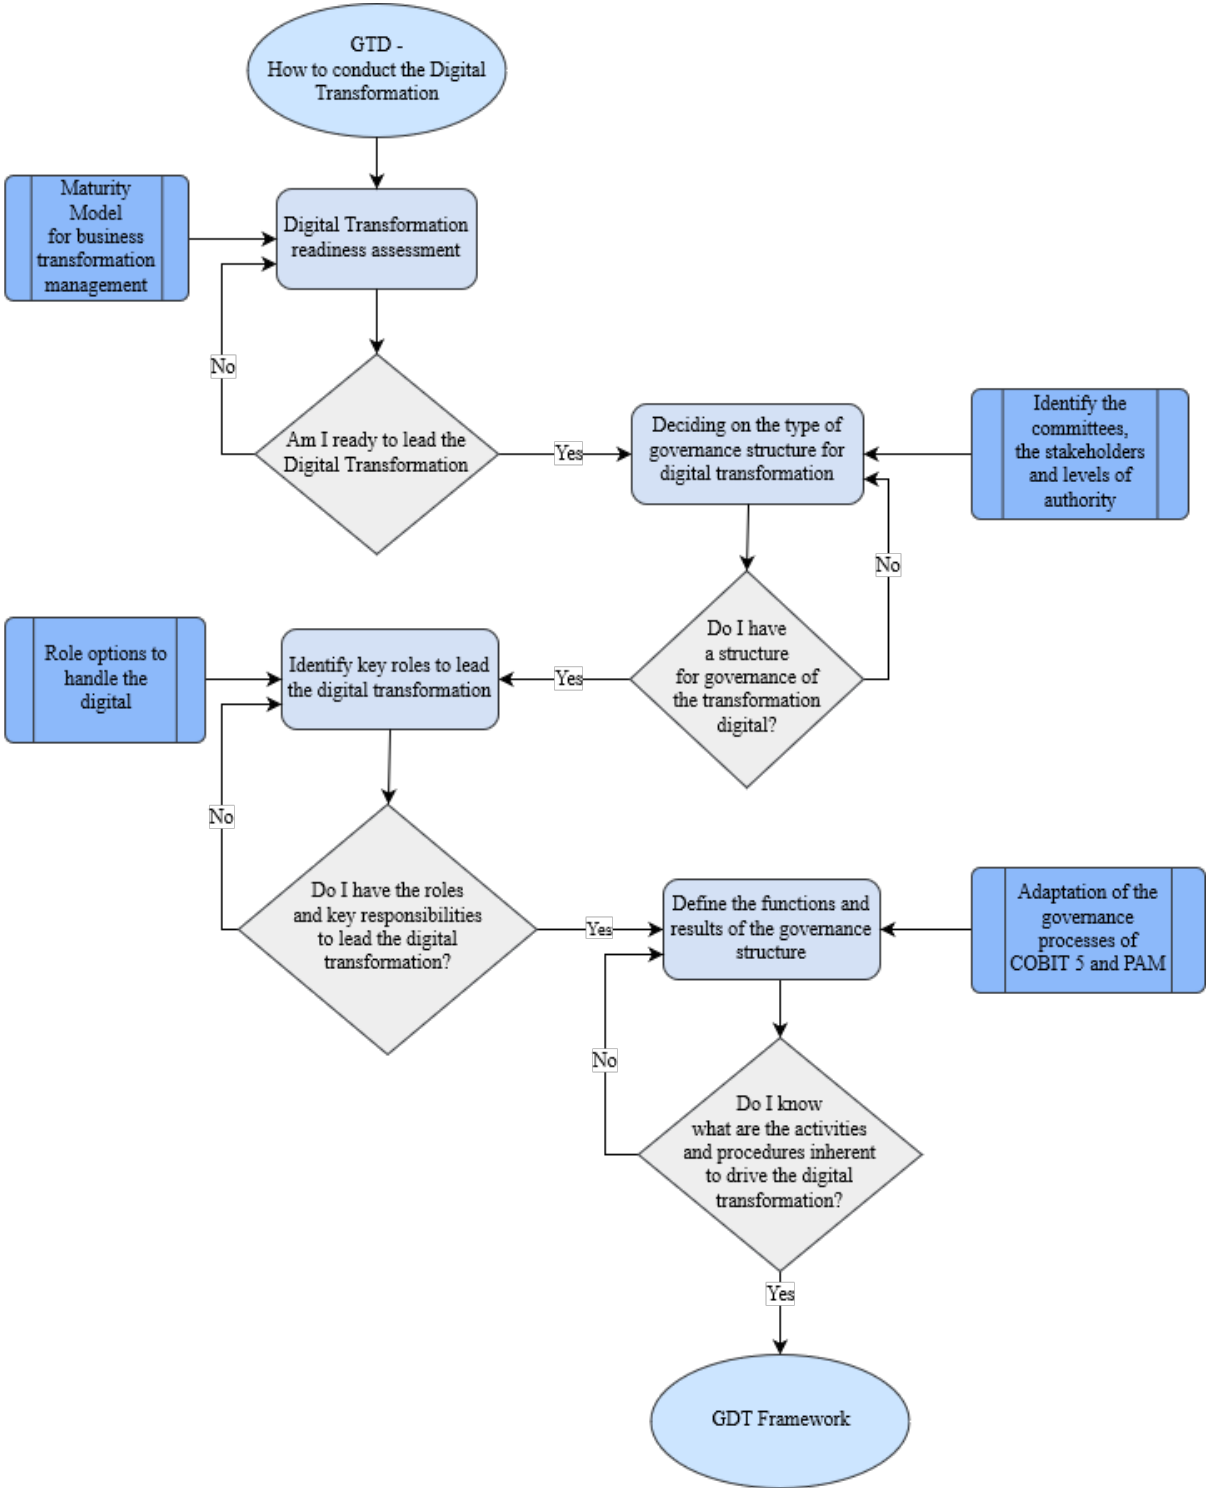 GTD -
How to conduct the Digital
Transformation
Maturity
Model
for business
transformation
management
Digital Transformation
readiness assessment
No
Am I ready to lead the
Digital Transformation
Yes
Deciding on the type of
governance structure for
digital transformation
Identify the
committees,
the stakeholders
and levels of
authority
No
Do I have
a structure
for governance of
the transformation
digital?
Yes
Identify key roles to lead
the digital transformation
Role options to
handle the
digital
No
Do I have the roles
and key responsibilities
to lead the digital
transformation?
Yes
Define the functions and
results of the governance
structure
Adaptation of the
governance
processes of
COBIT 5 and PAM
No
Do I know
what are the activities
and procedures inherent
to drive the digital
transformation?
Yes
GDT Framework